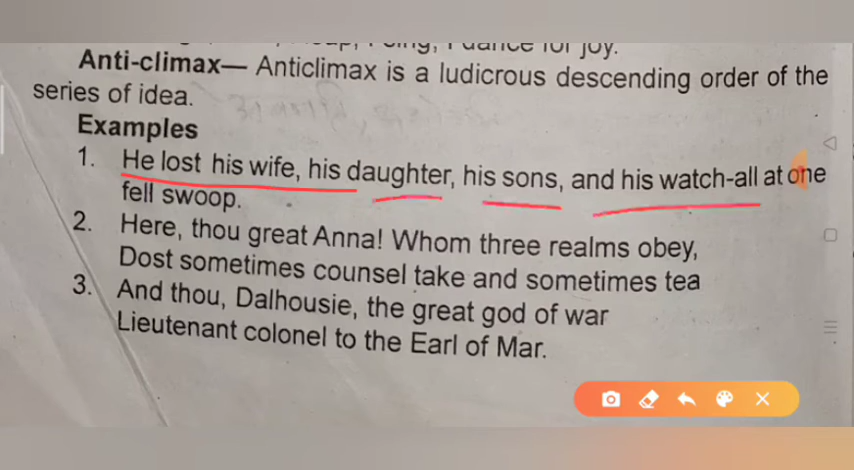 Anti-climax— Anticlimax is a ludicrous descending order of the
series of idea.
Examples
1. He lost his wife, his daughter, his sons, and his watch-all at one
fell swoop.
2. Here, thou great Anna! Whom three realms obey,
Dost sometimes counsel take and sometimes tea
3. And thou, Dalhousie, the great god of war
Lieutenant colonel to the Earl of Mar.